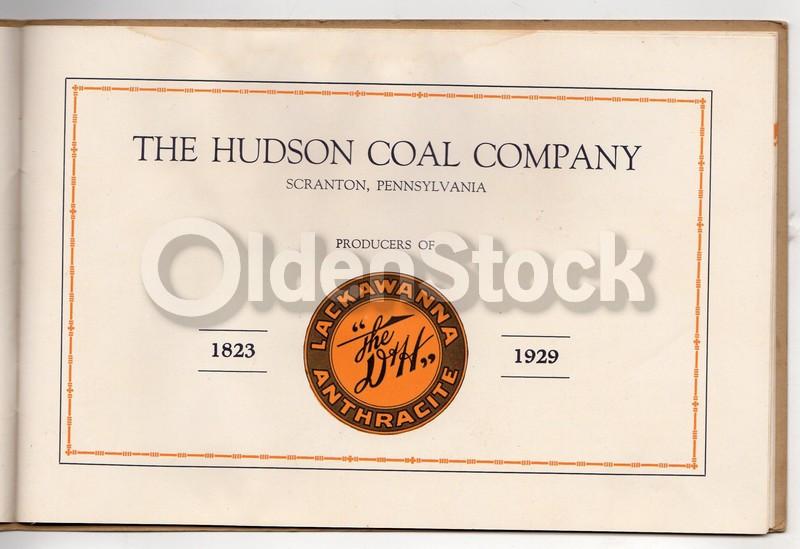 THE HUDSON COAL COMPANY
SCRANTON, PENNSYLVANIA
PRODUCERS OF
OldenStock
LACKAWANNA
1823
"The D&H"
1929
ANTHRACITE